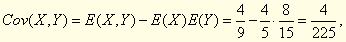 Cov(X,Y) = E(X,Y) − E(X)E(Y) = 4/9 − 4/5 · 8/15 = 4/225 ,